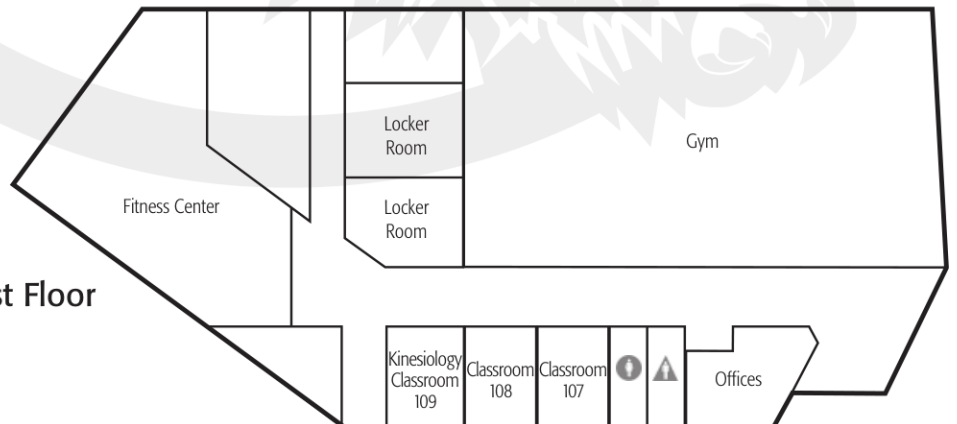 Locker
Room
Gym
Locker
Room
Fitness Center
st Floor
Kinesiology
Classroom
109
Classroom
108
Classroom
107
Offices